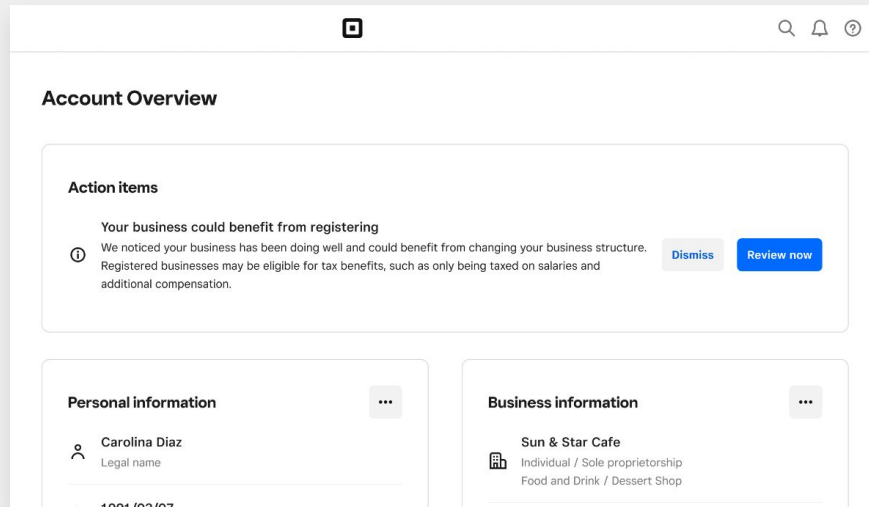 Account Overview
Action items
Your business could benefit from registering
We noticed your business has been doing well and could benefit from changing your business structure.
Registered businesses may be eligible for tax benefits, such as only being taxed on salaries and
additional compensation.
Dismiss
Review now
Personal information
Carolina Diaz
Legal name
Business information
Sun & Star Cafe
Individual / Sole proprietorship
Food and Drink / Dessert Shop